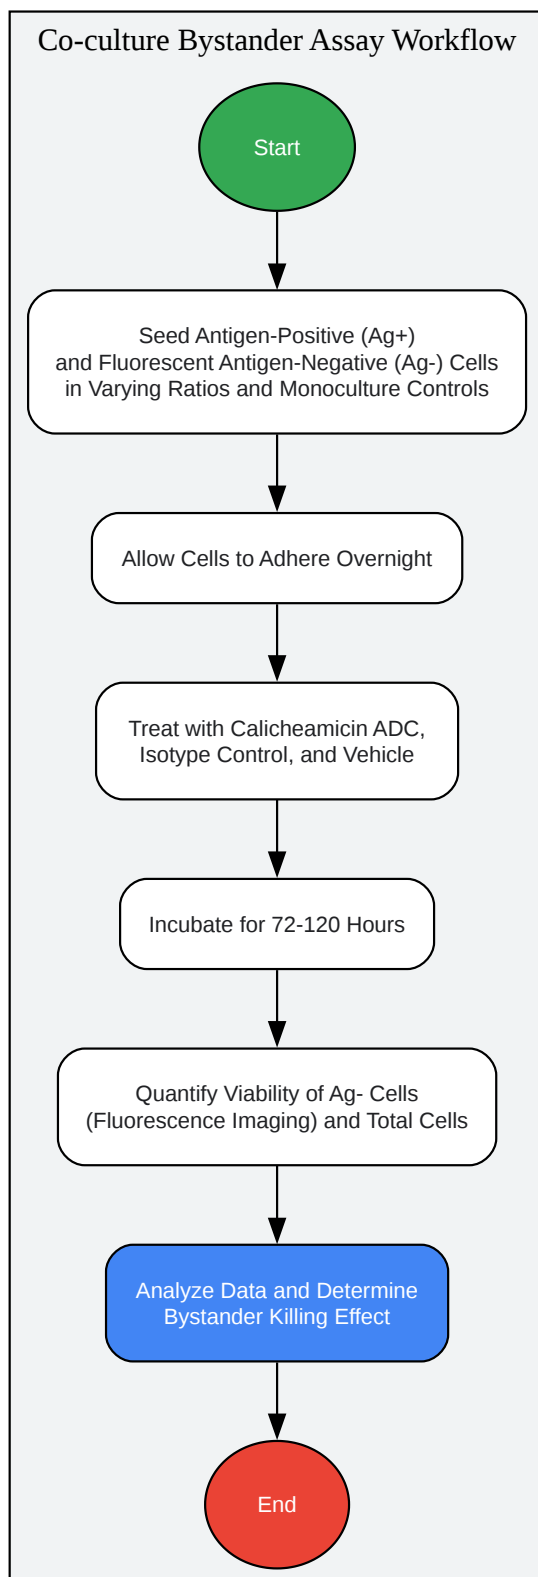 Co-culture Bystander Assay Workflow
Start
Seed Antigen-Positive (Ag+)
and Fluorescent Antigen-Negative (Ag-) Cells
in Varying Ratios and Monoculture Controls
Allow Cells to Adhere Overnight
Treat with Calicheamicin ADC,
Isotype Control, and Vehicle
Incubate for 72-120 Hours
Quantify Viability of Ag- Cells
(Fluorescence Imaging) and Total Cells
Analyze Data and Determine
Bystander Killing Effect
End